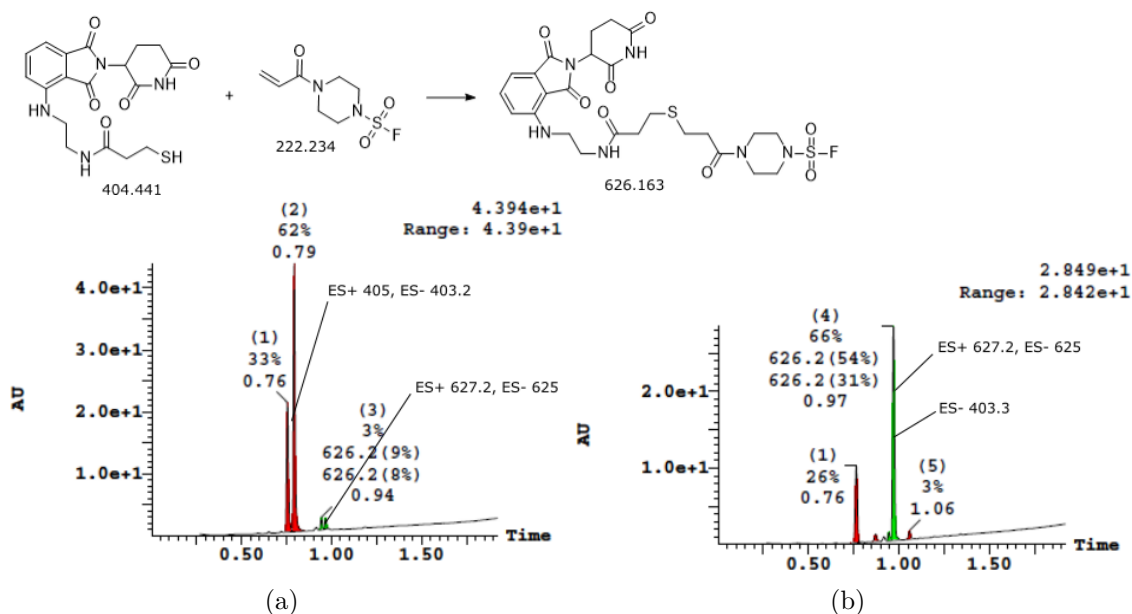 O
O
N
O
NH
O
O
HN
O
N
H
SH
404.441
+
O
N
N
O
S
O
F
222.234
O
O
N
O
NH
O
O
HN
O
N
H
S
O
N
N
O
S
F
O
626.163
4.394e+1
Range: 4.39e+1
(2)
62%
0.79
4.0e+1
3.0e+1
2.0e+1
1.0e+1
AU
(1)
33%
0.76
ES+ 405, ES- 403.2
ES+ 627.2, ES- 625
(3)
3%
626.2(9%)
626.2(8%)
0.94
0.50
1.00
1.50
Time
(a)
2.849e+1
Range: 2.842e+1
(4)
66%
626.2(54%)
626.2(31%)
0.97
ES+ 627.2, ES- 625
ES- 403.3
2.0e+1
1.0e+1
AU
(1)
26%
0.76
(5)
3%
1.06
0.50
1.00
1.50
Time
(b)